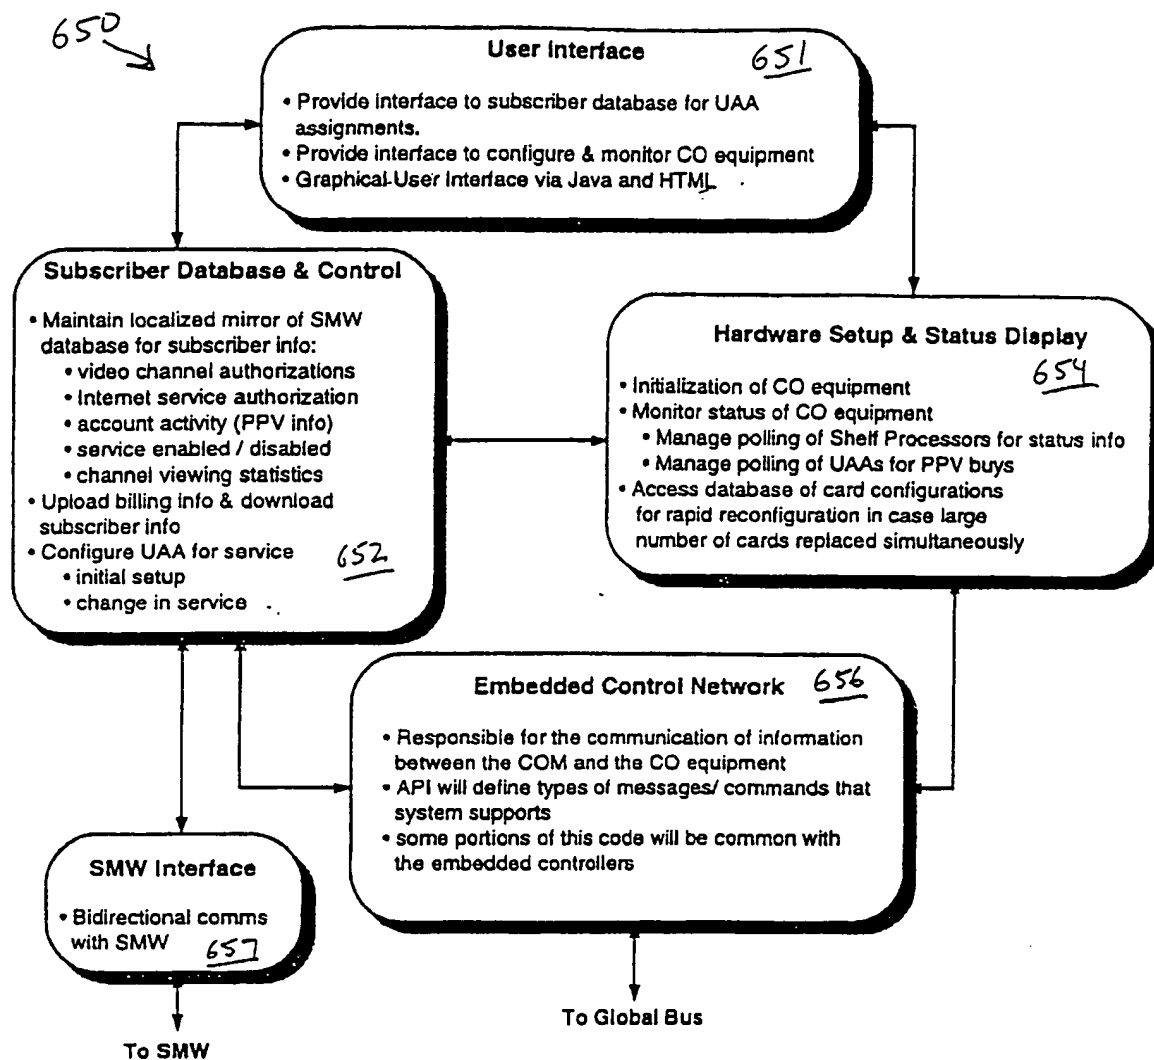 650
User Interface
651
• Provide interface to subscriber database for UAA
assignments.
• Provide interface to configure & monitor CO equipment
• Graphical-User Interface via Java and HTML
Subscriber Database & Control
• Maintain localized mirror of SMW
database for subscriber info:
• video channel authorizations
• Internet service authorization
• account activity (PPV info)
• service enabled / disabled
• channel viewing statistics
• Upload billing info & download
subscriber info
• Configure UAA for service
652
• initial setup
• change in service
Hardware Setup & Status Display
654
• Initialization of CO equipment
• Monitor status of CO equipment
• Manage polling of Shelf Processors for status info
• Manage polling of UAAs for PPV buys
• Access database of card configurations
for rapid reconfiguration in case large
number of cards replaced simultaneously
Embedded Control Network
656
• Responsible for the communication of information
between the COM and the CO equipment
• API will define types of messages/ commands that
system supports
• some portions of this code will be common with
the embedded controllers
SMW Interface
• Bidirectional comms
with SMW
657
To Global Bus
To SMW